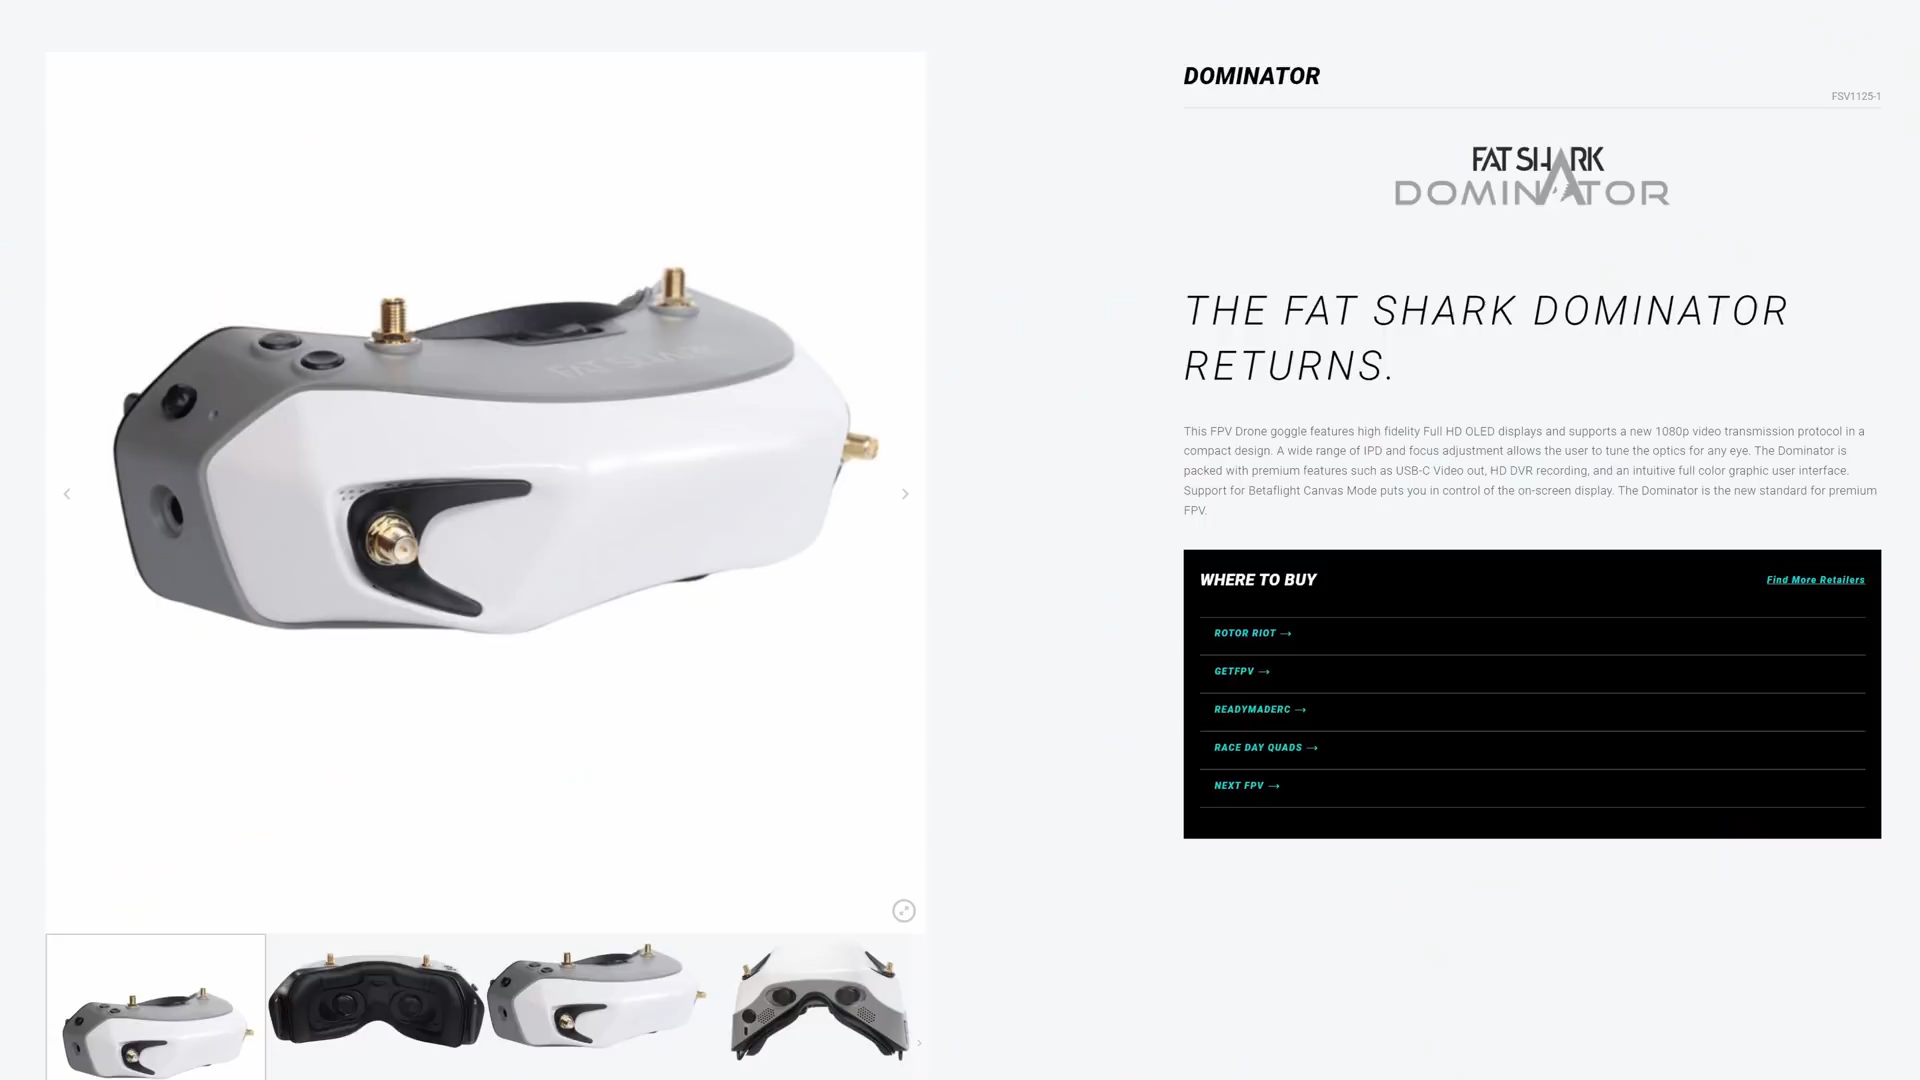 DOMINATOR
FSV1125-1
FAT SHARK
DOMINATOR
THE FAT SHARK DOMINATOR
RETURNS.
This FPV Drone goggle features high fidelity Full HD OLED displays and supports a new 1080p video transmission protocol in a
compact design. A wide range of IPD and focus adjustment allows the user to tune the optics for any eye. The Dominator is
packed with premium features such as USB-C Video out, HD DVR recording, and an intuitive full color graphic user interface.
Support for Betaflight Canvas Mode puts you in control of the on-screen display. The Dominator is the new standard for premium
FPV.
FAT SHARK
WHERE TO BUY
Find More Retailers
ROTOR RIOT →
GETFPV →
READYMADERC →
RACE DAY QUADS →
NEXT FPV →